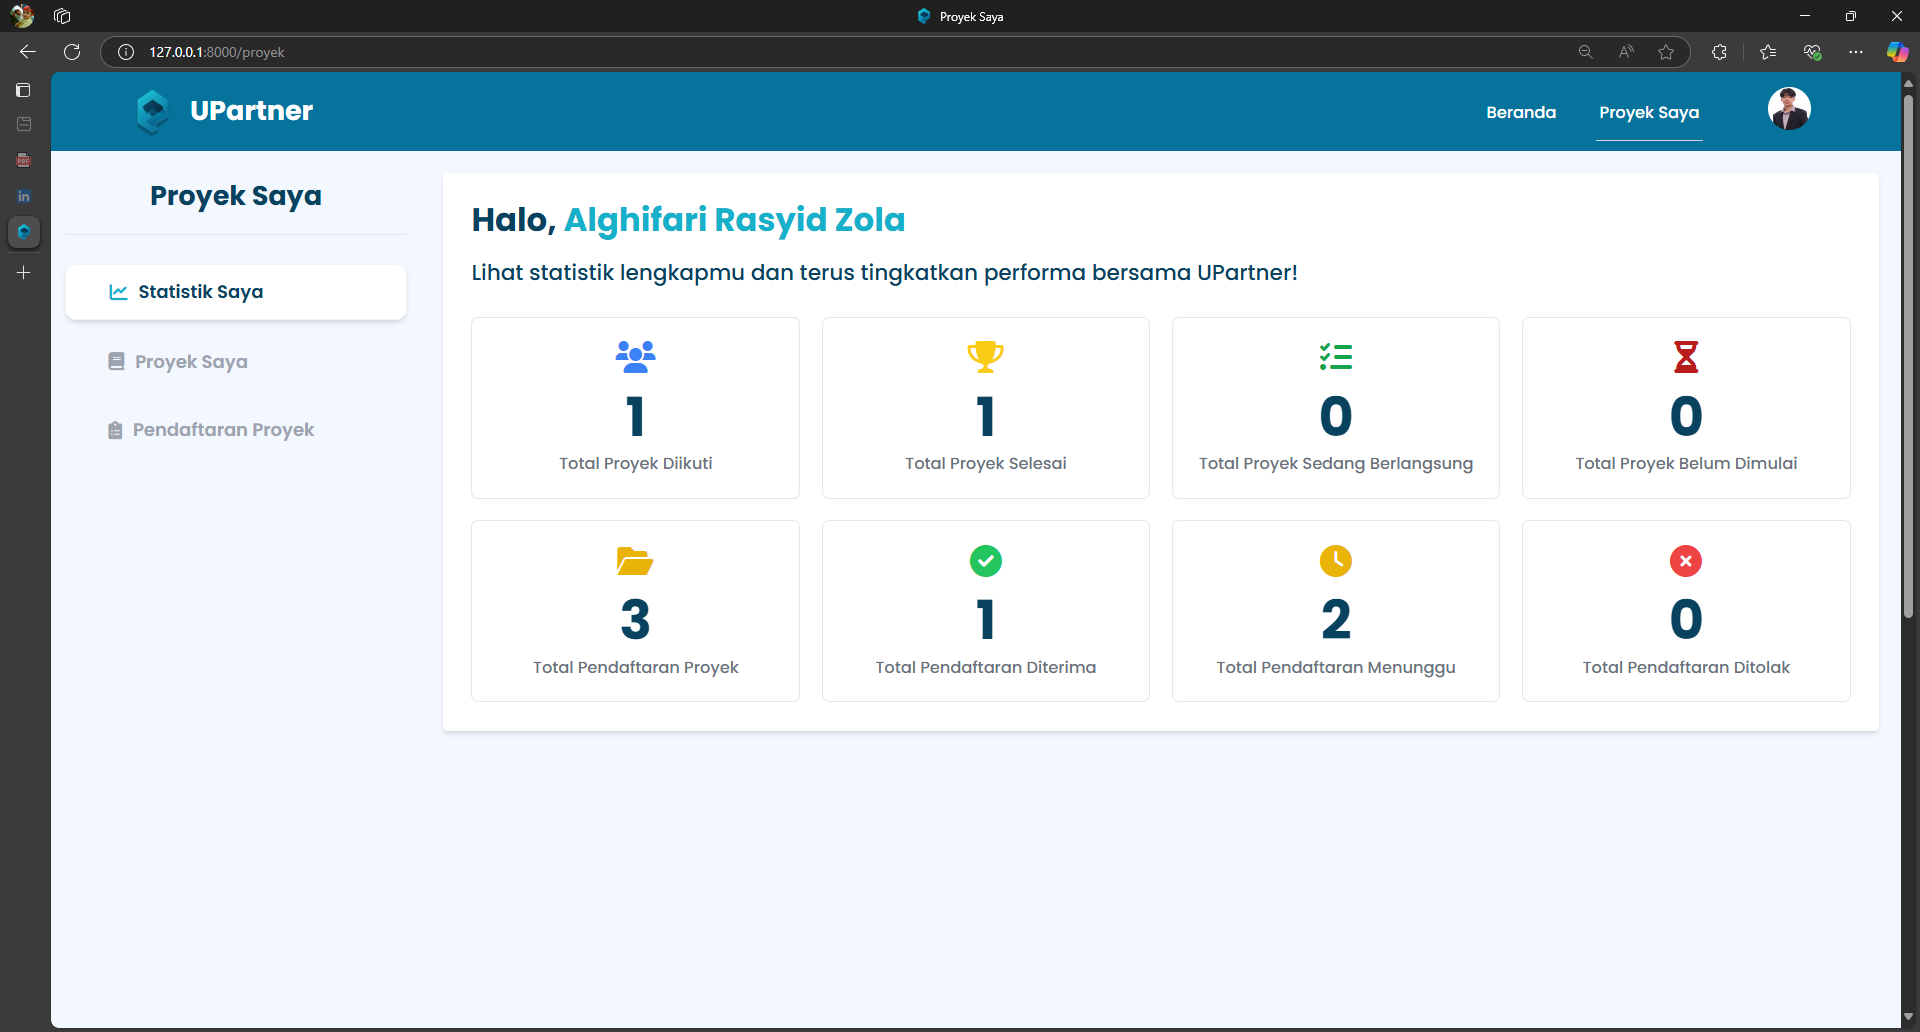 Proyek Saya
127.0.0.1:8000/proyek
UPartner
Beranda
Proyek Saya
Proyek Saya
Statistik Saya
Proyek Saya
Pendaftaran Proyek
Halo, Alghifari Rasyid Zola
Lihat statistik lengkapmu dan terus tingkatkan performa bersama UPartner!
1
Total Proyek Diikuti
1
Total Proyek Selesai
0
Total Proyek Sedang Berlangsung
0
Total Proyek Belum Dimulai
3
Total Pendaftaran Proyek
1
Total Pendaftaran Diterima
2
Total Pendaftaran Menunggu
0
Total Pendaftaran Ditolak